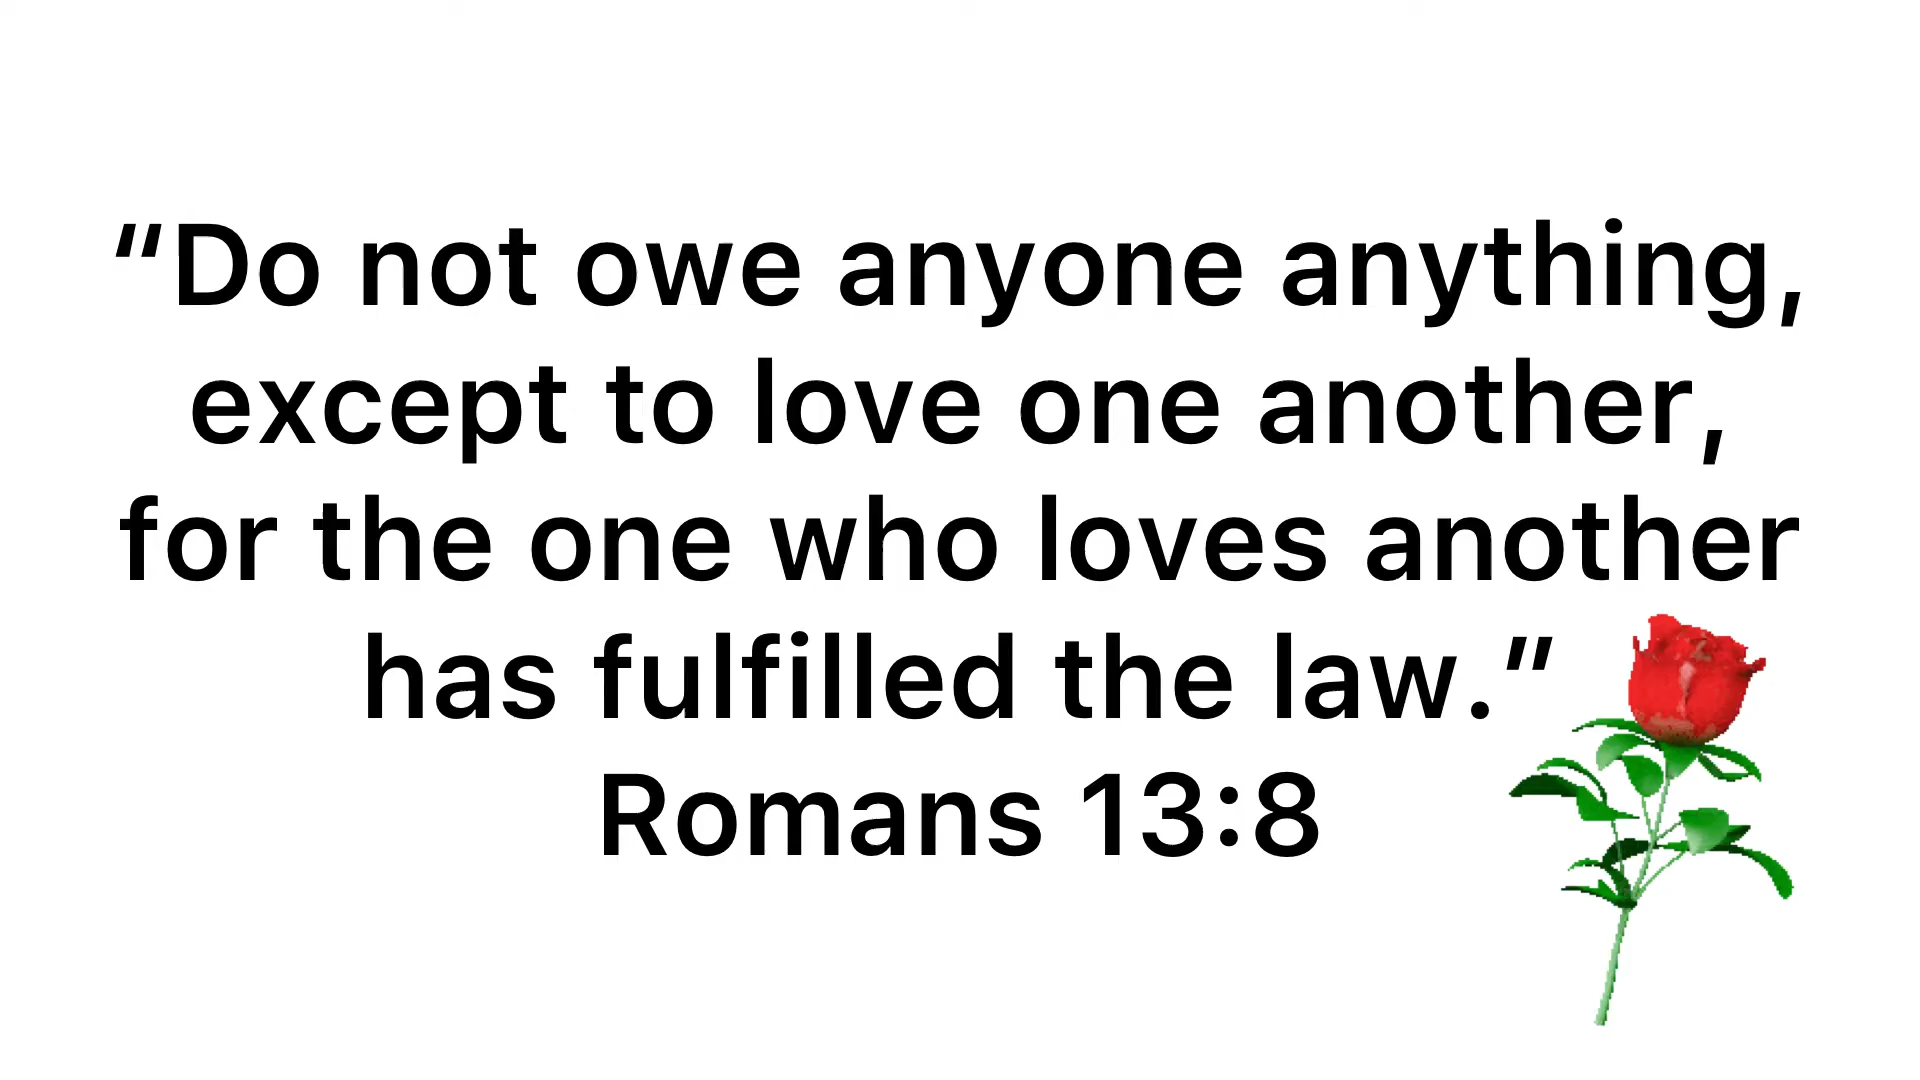 “Do not owe anyone anything,
except to love one another,
for the one who loves another
has fulfilled the law.”
Romans 13:8